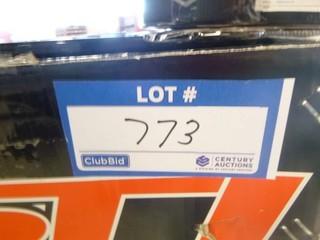 LOT #
773
ClubBid
CENTURY
AUCTIONS